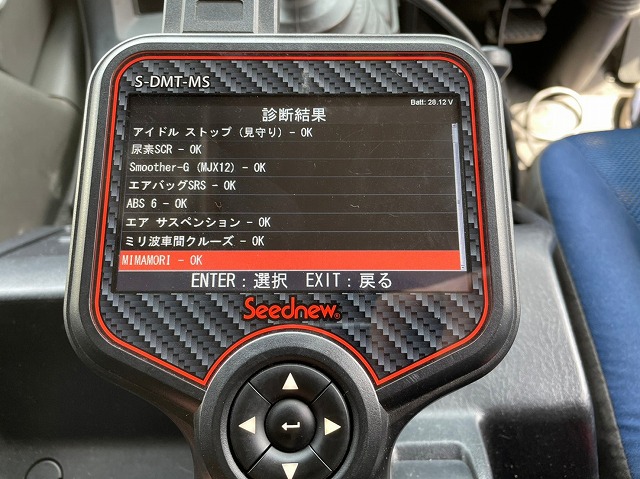 S-DMT-MS
Batt: 28.12 V
診断結果
アイドル ストップ (見守り) - OK
尿素SCR - OK
Smoother-G (MJX12) - OK
エアバッグSRS - OK
ABS 6 - OK
エア サスペンション - OK
ミリ波車間クルーズ - OK
MIMAMORI - OK
ENTER : 選択 EXIT : 戻る
Seednew®